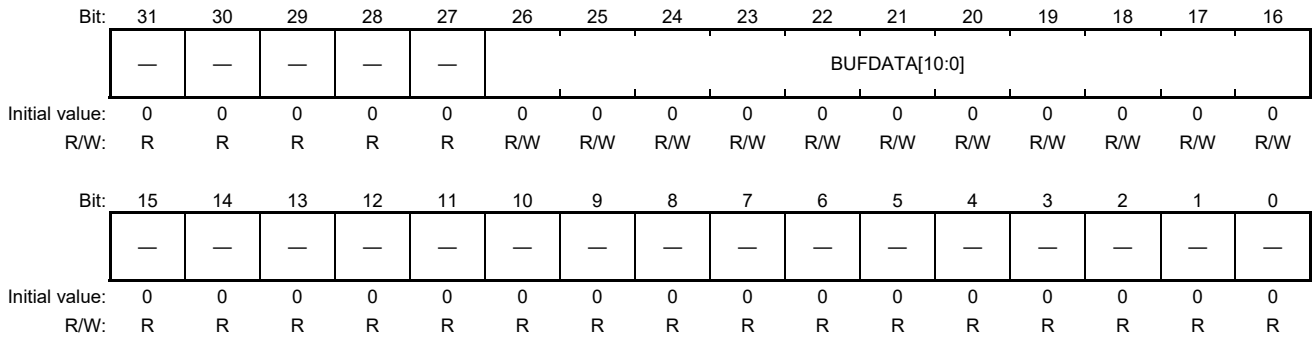 Bit: 31 30 29 28 27 26 25 24 23 22 21 20 19 18 17 16
— — — — — BUFDATA[10:0]
Initial value: 0 0 0 0 0 0 0 0 0 0 0 0 0 0 0 0
R/W: R R R R R R/W R/W R/W R/W R/W R/W R/W R/W R/W R/W R/W
Bit: 15 14 13 12 11 10 9 8 7 6 5 4 3 2 1 0
— — — — — — — — — — — — — — — —
Initial value: 0 0 0 0 0 0 0 0 0 0 0 0 0 0 0 0
R/W: R R R R R R R R R R R R R R R R